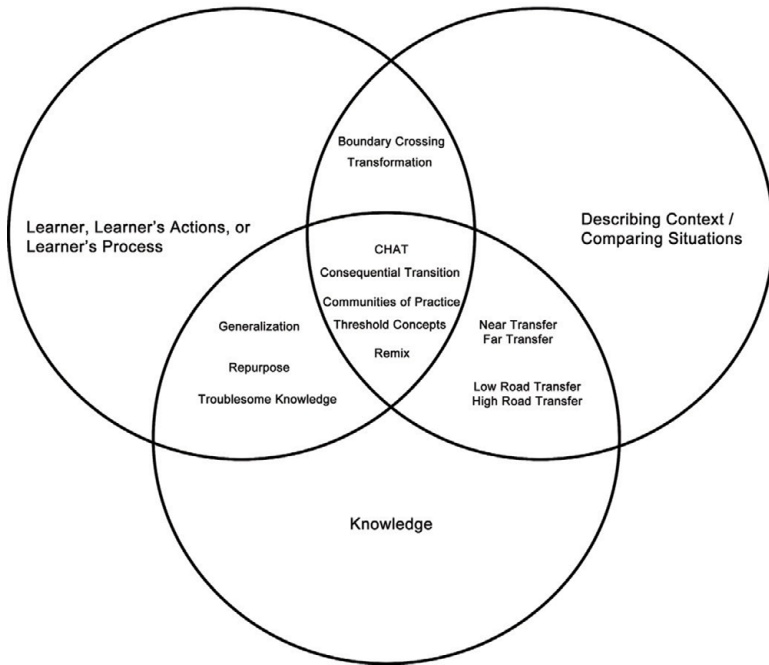 Boundary Crossing
Transformation
Learner, Learner's Actions, or
Learner's Process
Describing Context /
Comparing Situations
CHAT
Consequential Transition
Communities of Practice
Threshold Concepts
Remix
Generalization
Repurpose
Troublesome Knowledge
Near Transfer
Far Transfer
Low Road Transfer
High Road Transfer
Knowledge